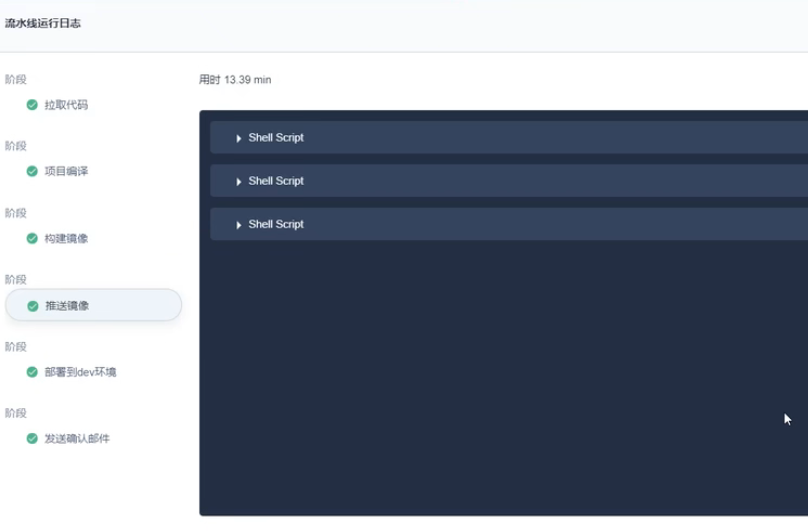 流水线运行日志
阶段
拉取代码
阶段
项目编译
阶段
构建镜像
阶段
推送镜像
阶段
部署到dev环境
阶段
发送确认邮件
用时 13.39 min
Shell Script
Shell Script
Shell Script